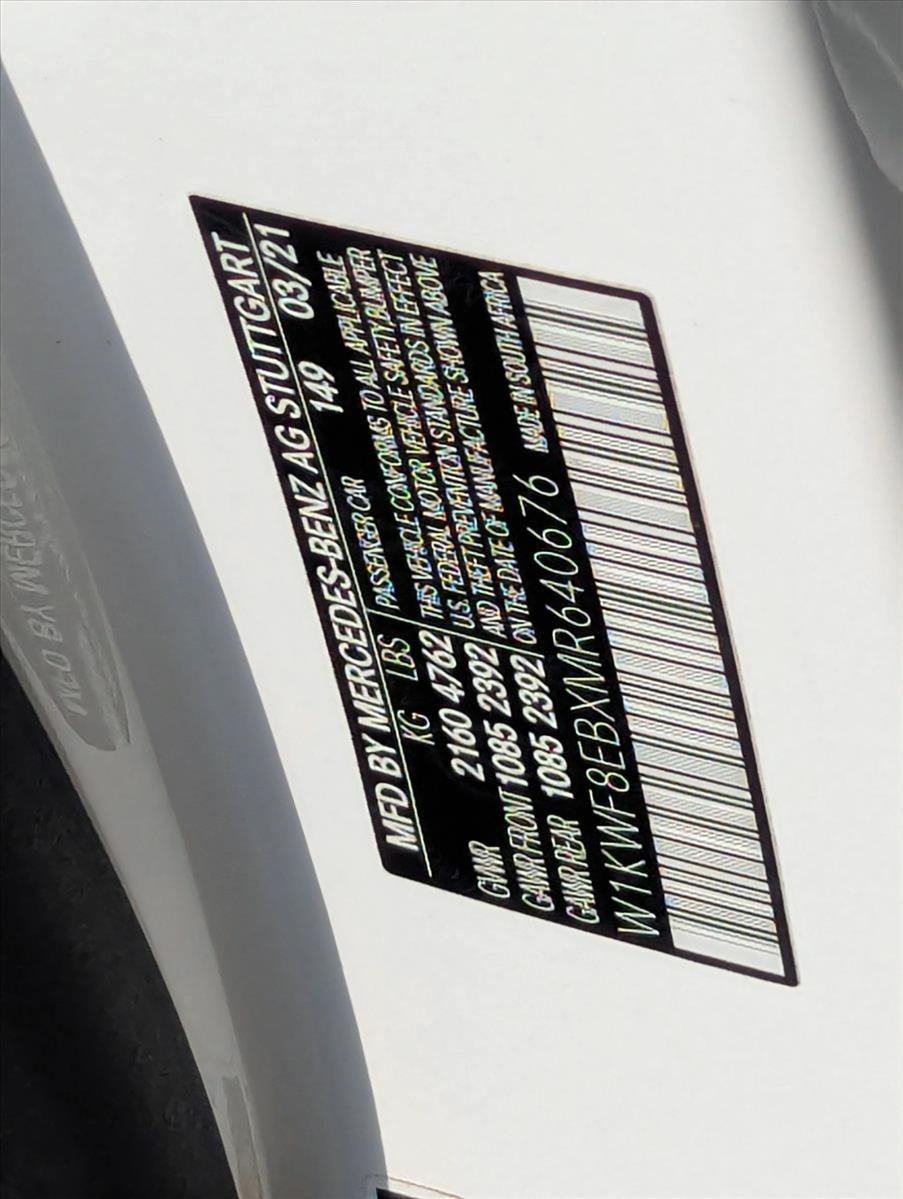 MFD BY MERCEDES-BENZ AG STUTTGART
KG LBS 149 03/21
GVWR 2160 4762
GAWR FRONT 1085 2392
GAWR REAR 1085 2392
PASSENGER CAR
THIS VEHICLE CONFORMS TO ALL APPLICABLE
U.S. FEDERAL MOTOR VEHICLE SAFETY, BUMPER
AND THEFT PREVENTION STANDARDS IN EFFECT
ON THE DATE OF MANUFACTURE SHOWN ABOVE
W1KWF8EBXMR640676 MADE IN SOUTH AFRICA